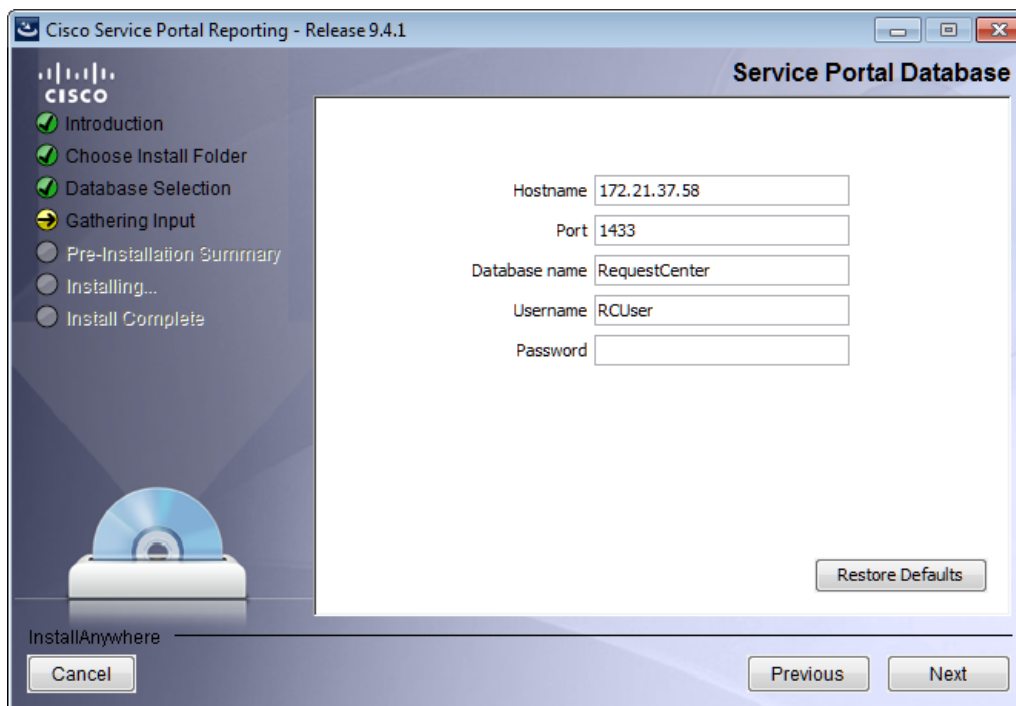 Cisco Service Portal Reporting - Release 9.4.1
CISCO
Service Portal Database
Introduction
Choose Install Folder
Database Selection
Gathering Input
Pre-Installation Summary
Installing...
Install Complete
Hostname 172.21.37.58
Port 1433
Database name RequestCenter
Username RCUser
Password
Restore Defaults
InstallAnywhere
Cancel
Previous
Next